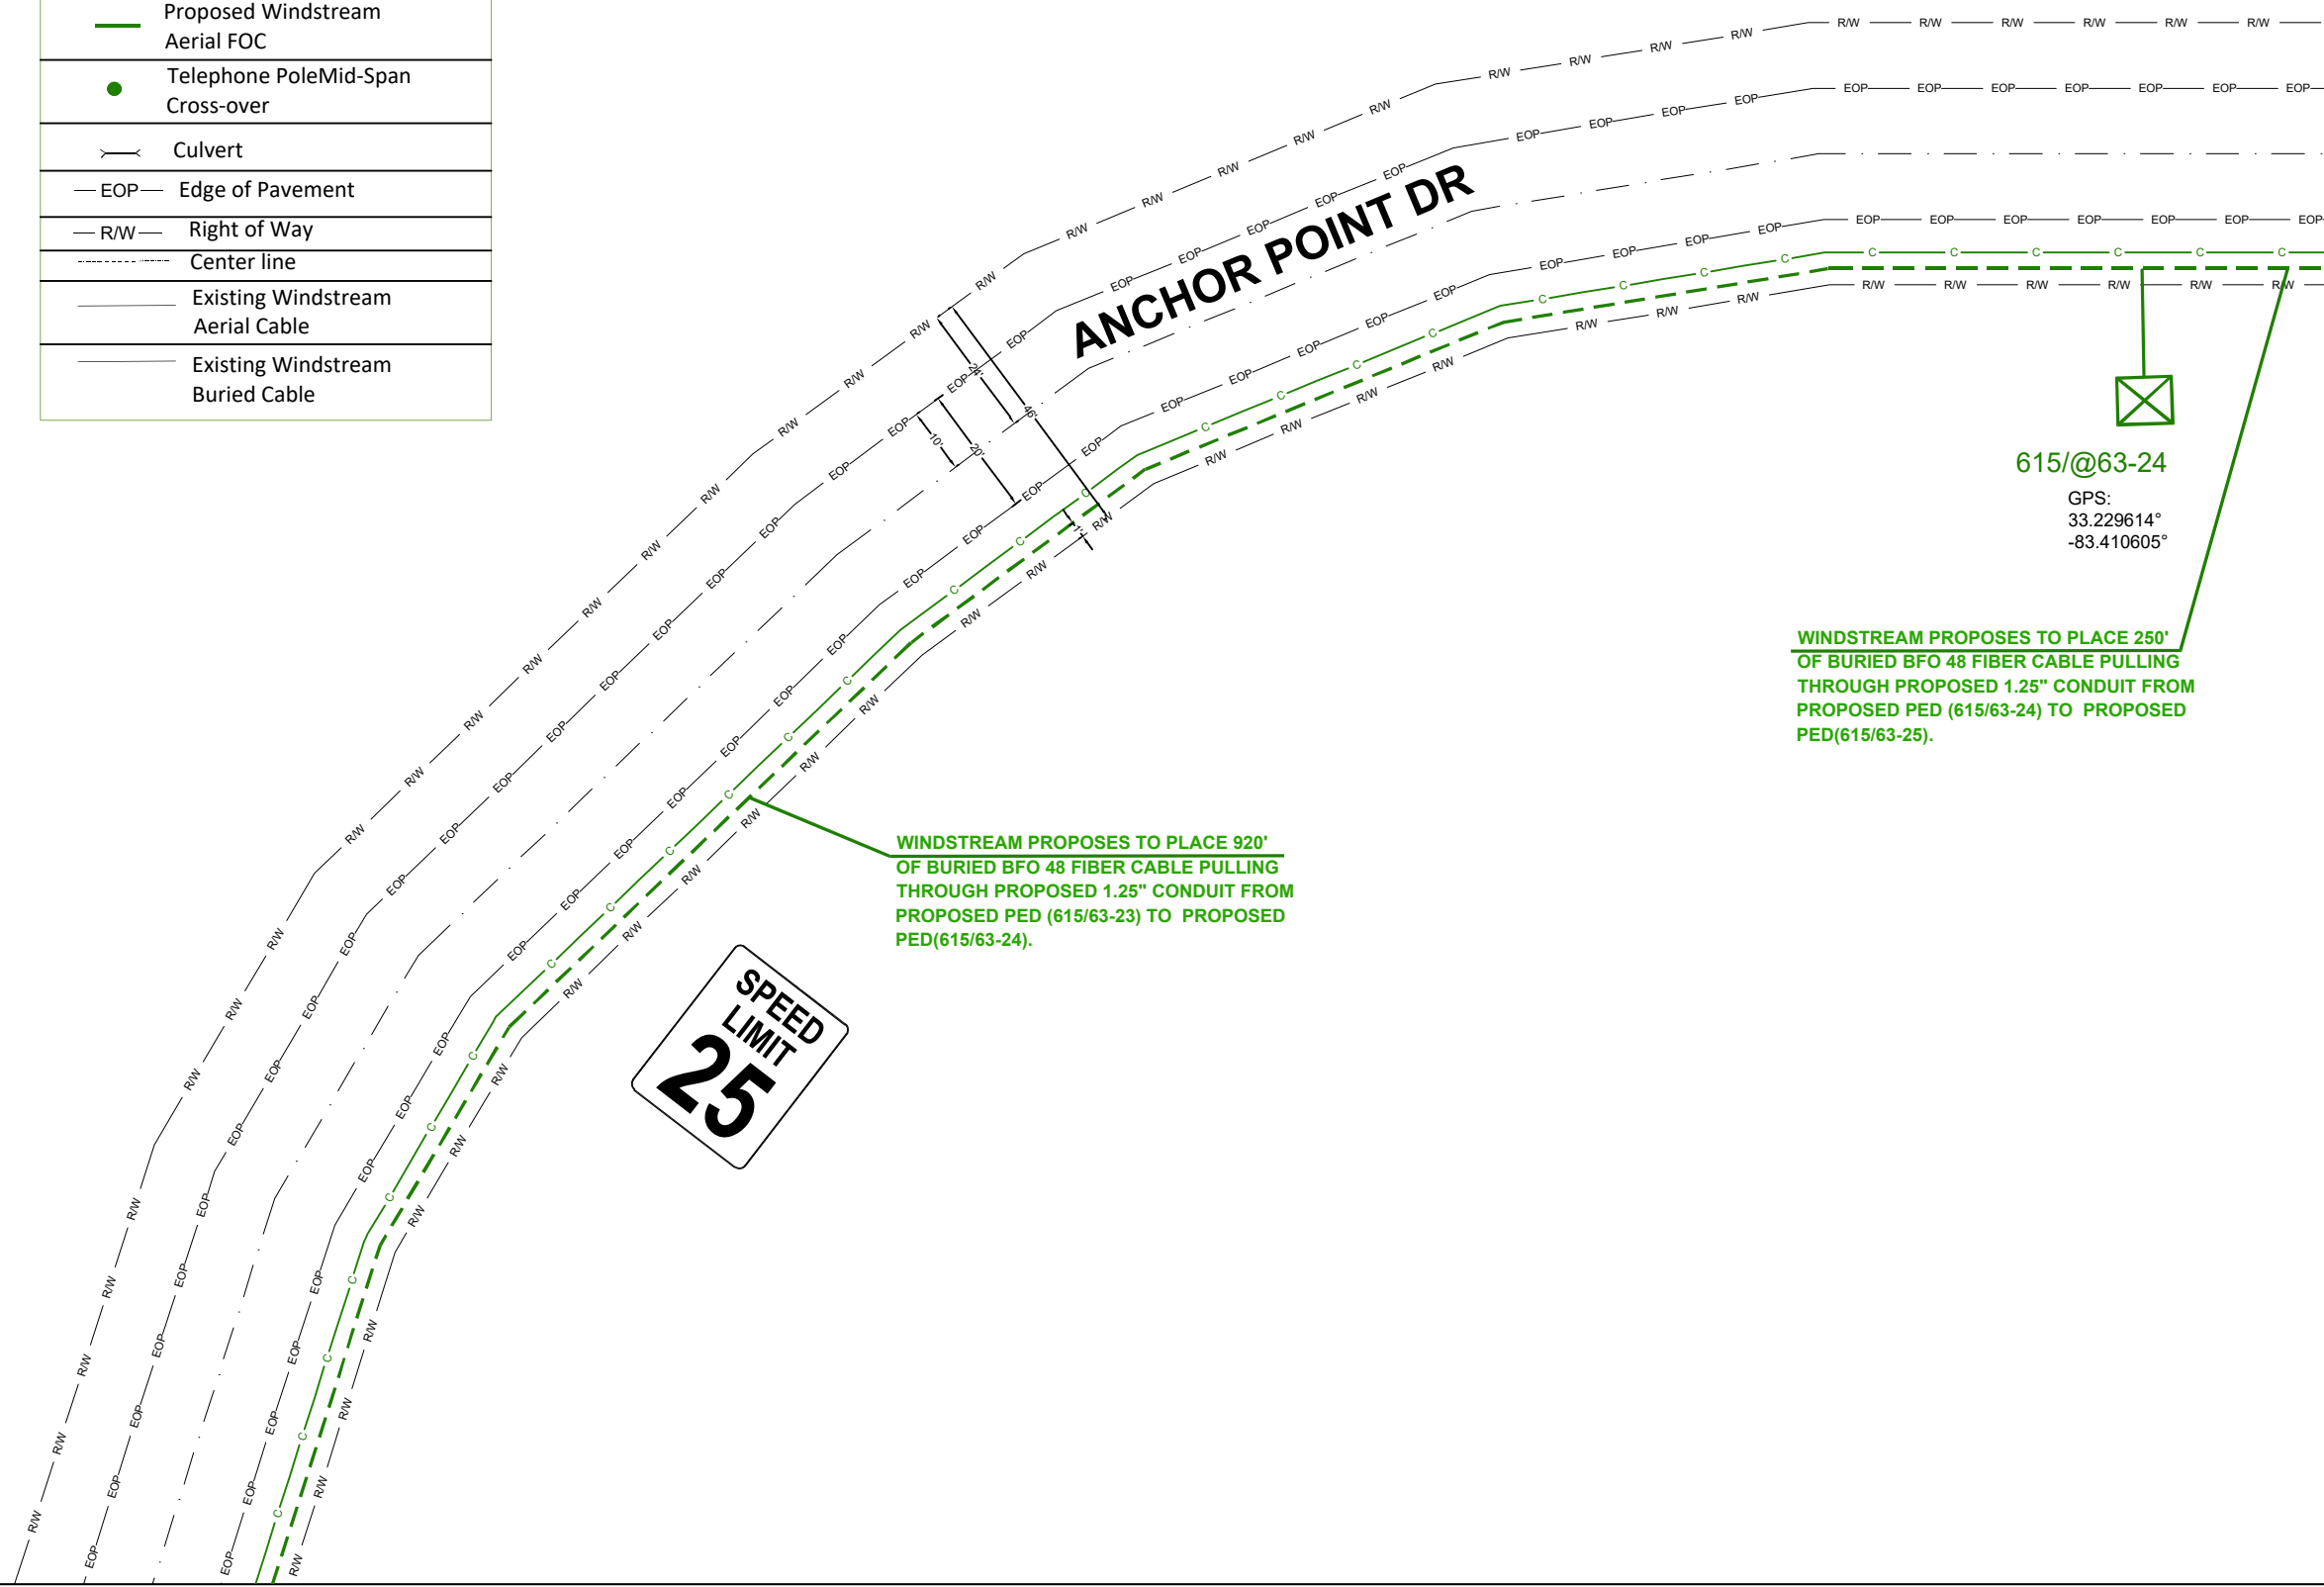 Proposed Windstream
Aerial FOC
Telephone PoleMid-Span
Cross-over
Culvert
EOP Edge of Pavement
R/W Right of Way
Center line
Existing Windstream
Aerial Cable
Existing Windstream
Buried Cable
ANCHOR POINT DR
24'
46'
10'
20'
615/@63-24
GPS:
33.229614°
-83.410605°
WINDSTREAM PROPOSES TO PLACE 250'
OF BURIED BFO 48 FIBER CABLE PULLING
THROUGH PROPOSED 1.25" CONDUIT FROM
PROPOSED PED (615/63-24) TO PROPOSED
PED(615/63-25).
WINDSTREAM PROPOSES TO PLACE 920'
OF BURIED BFO 48 FIBER CABLE PULLING
THROUGH PROPOSED 1.25" CONDUIT FROM
PROPOSED PED (615/63-23) TO PROPOSED
PED(615/63-24).
SPEED
LIMIT
25
R/W
EOP
C